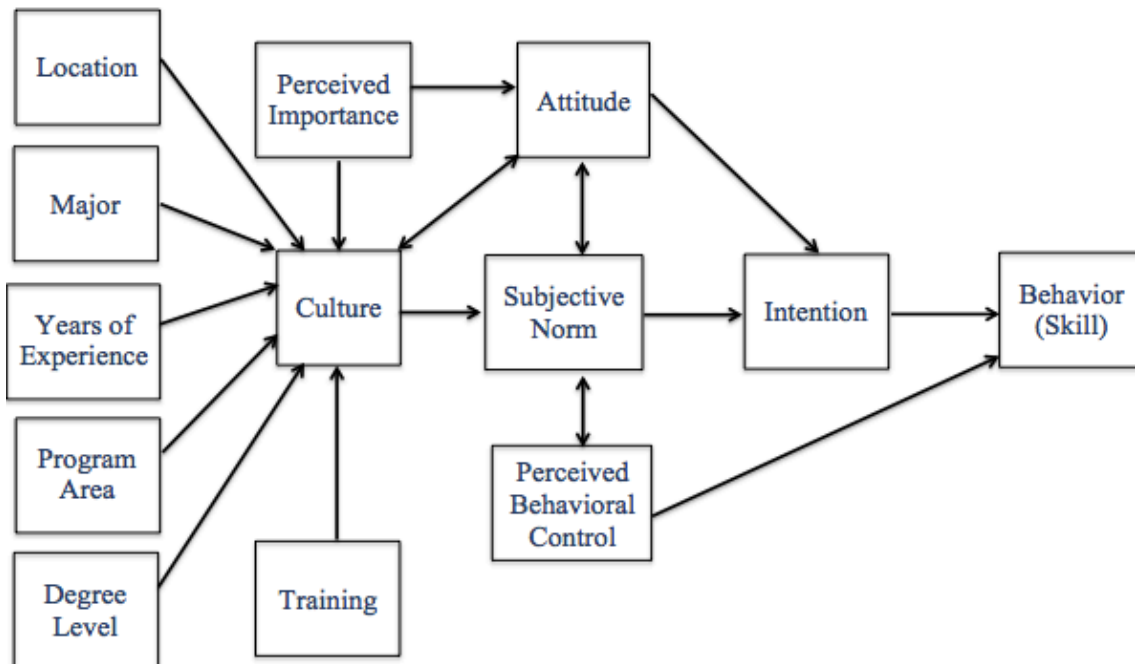 Location
Perceived
Importance
Attitude
Major
Culture
Subjective
Norm
Intention
Behavior
(Skill)
Years of
Experience
Program
Area
Perceived
Behavioral
Control
Degree
Level
Training